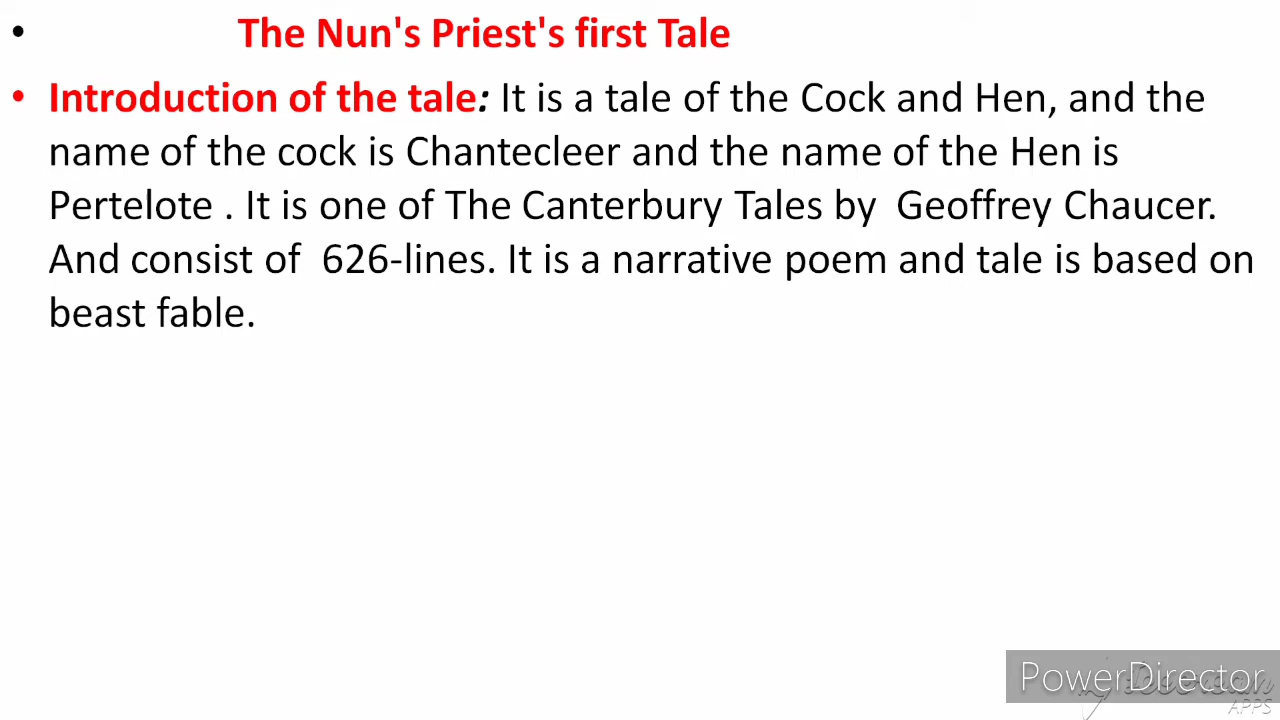 • The Nun's Priest's first Tale
• Introduction of the tale: It is a tale of the Cock and Hen, and the
name of the cock is Chantecleer and the name of the Hen is
Pertelote . It is one of The Canterbury Tales by Geoffrey Chaucer.
And consist of 626-lines. It is a narrative poem and tale is based on
beast fable.
PowerDirector
APPS